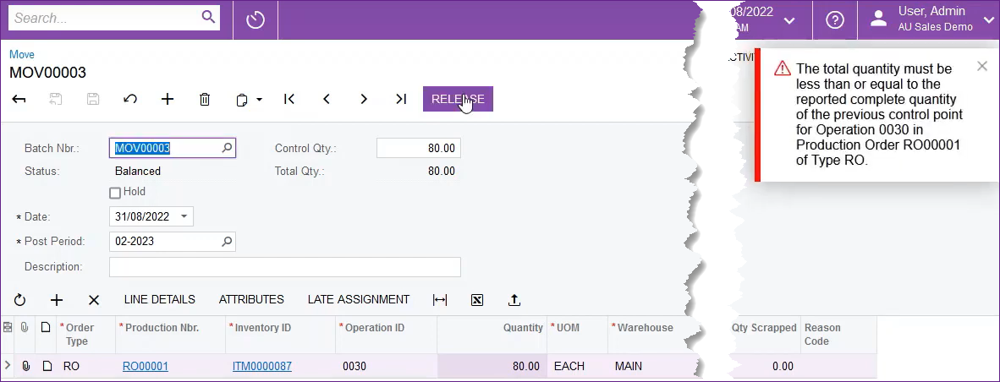 Search...
08/2022
AM
User, Admin
AU Sales Demo
Move
MOV00003
The total quantity must be
less than or equal to the
reported complete quantity
of the previous control point
for Operation 0030 in
Production Order RO00001
of Type RO.
RELEASE
Batch Nbr.: MOV00003 Control Qty.: 80.00
Status: Balanced Total Qty.: 80.00
Hold
* Date: 31/08/2022
* Post Period: 02-2023
Description:
LINE DETAILS ATTRIBUTES LATE ASSIGNMENT
* Order Type * Production Nbr. * Inventory ID * Operation ID Quantity * UOM * Warehouse Qty Scrapped Reason Code
RO RO00001 ITM0000087 0030 80.00 EACH MAIN 0.00